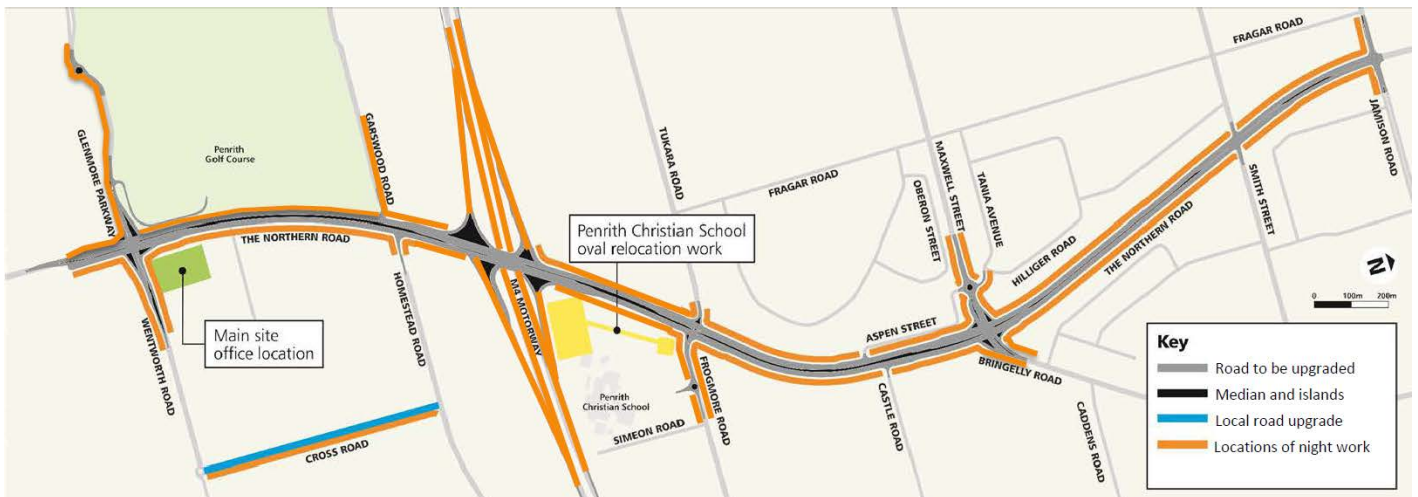 FRAGAR ROAD
GLENMORE PARKWAY
Penrith
Golf Course
GARSWOOD ROAD
TUKARA ROAD
FRAGAR ROAD
OBERON STREET
MAXWELL STREET
TANIA AVENUE
HILLIGER ROAD
THE NORTHERN ROAD
SMITH STREET
JAMISON ROAD
THE NORTHERN ROAD
Penrith Christian School
oval relocation work
M4 MOTORWAY
HOMESTEAD ROAD
Main site
office location
WENTWORTH ROAD
CROSS ROAD
Penrith
Christian School
SIMEON ROAD
FROGMORE ROAD
ASPEN STREET
CASTLE ROAD
BRINGELLY ROAD
CADDENS ROAD
N
0 100m 200m
Key
Road to be upgraded
Median and islands
Local road upgrade
Locations of night work